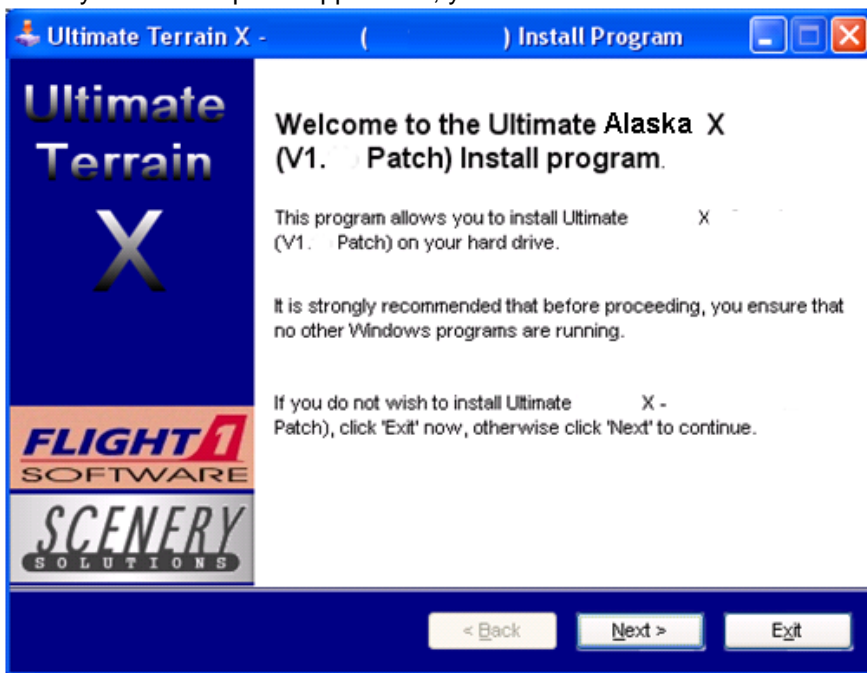 Ultimate Terrain X - ( ) Install Program
Ultimate
Terrain
X
Welcome to the Ultimate Alaska X
(V1. Patch) Install program.
This program allows you to install Ultimate X
(V1. Patch) on your hard drive.
It is strongly recommended that before proceeding, you ensure that
no other Windows programs are running.
If you do not wish to install Ultimate X -
Patch), click 'Exit' now, otherwise click 'Next' to continue.
FLIGHT1
SOFTWARE
SCENERY
SOLUTIONS
< Back
Next >
Exit